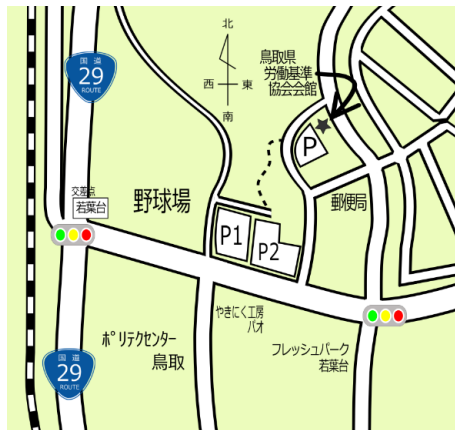 北
西 東
南
国道
29
ROUTE
鳥取県
労働基準
協会会館
P
交差点
若葉台
野球場
郵便局
P1
P2
やきにく工房
パオ
ポリテクセンター
鳥取
フレッシュパーク
若葉台
国道
29
ROUTE